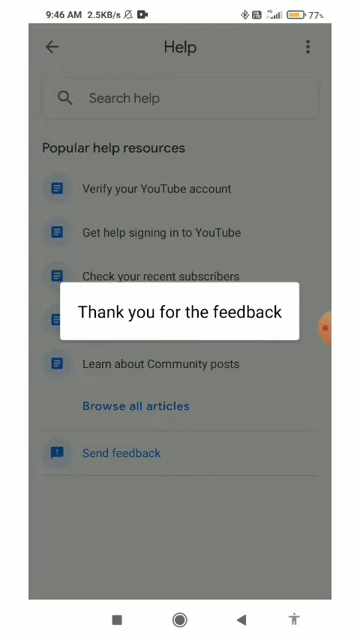 9:46 AM 2.5KB/s 4G 77%
Help
Search help
Popular help resources
Verify your YouTube account
Get help signing in to YouTube
Check your recent subscribers
Thank you for the feedback
Learn about Community posts
Browse all articles
Send feedback